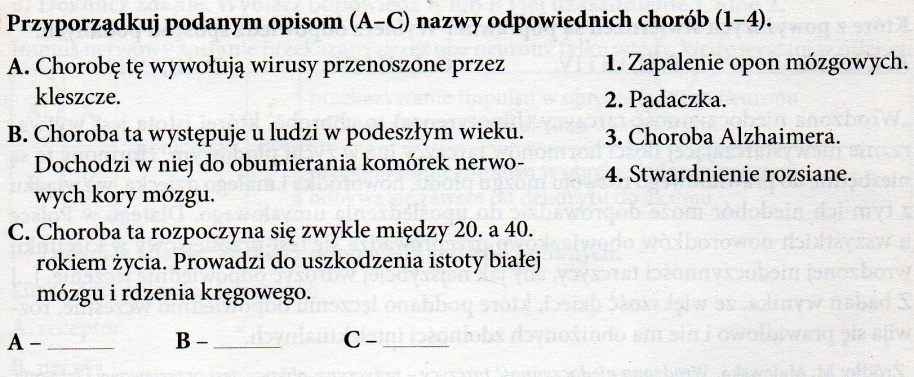 Przyporządkuj podanym opisom (A–C) nazwy odpowiednich chorób (1–4).
A. Chorobę tę wywołują wirusy przenoszone przez
kleszcze.
B. Choroba ta występuje u ludzi w podeszłym wieku.
Dochodzi w niej do obumierania komórek nerwo-
wych kory mózgu.
C. Choroba ta rozpoczyna się zwykle między 20. a 40.
rokiem życia. Prowadzi do uszkodzenia istoty białej
mózgu i rdzenia kręgowego.
1. Zapalenie opon mózgowych.
2. Padaczka.
3. Choroba Alzhaimera.
4. Stwardnienie rozsiane.
A – ______ B – ______ C – ______